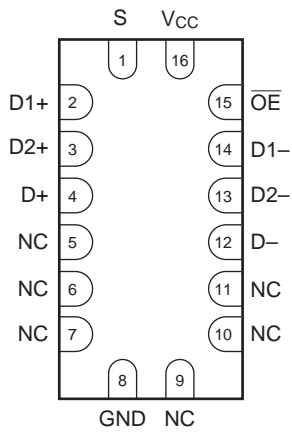 S VCC
1 16
D1+ 2 15 OE
D2+ 3 14 D1–
D+ 4 13 D2–
NC 5 12 D–
NC 6 11 NC
NC 7 10 NC
8 9
GND NC